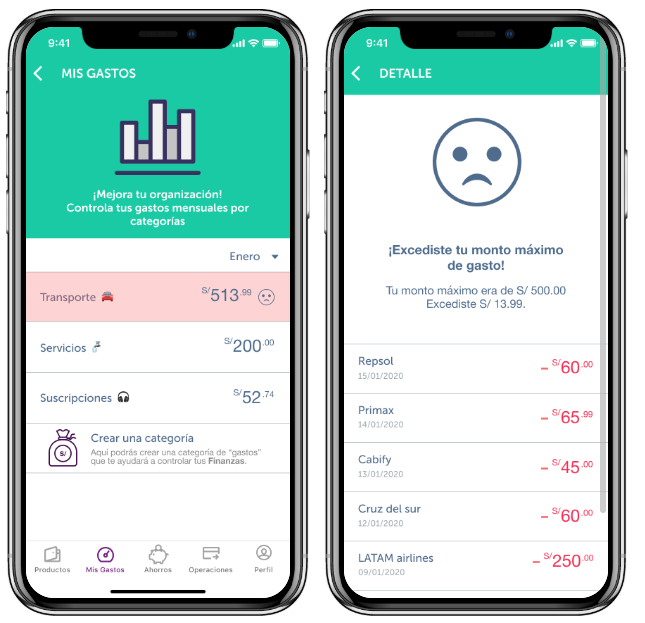 9:41
MIS GASTOS
¡Mejora tu organización!
Controla tus gastos mensuales por
categorías
Enero
Transporte S/513.99
Servicios S/200.00
Suscripciones S/52.74
S/
Crear una categoría
Aquí podrás crear una categoría de "gastos"
que te ayudará a controlar tus Finanzas.
Productos Mis Gastos Ahorros Operaciones Perfil
9:41
DETALLE
¡Excediste tu monto máximo
de gasto!
Tu monto máximo era de S/ 500.00
Excediste S/ 13.99.
Repsol – S/60.00
15/01/2020
Primax – S/65.99
14/01/2020
Cabify – S/45.00
13/01/2020
Cruz del sur – S/60.00
12/01/2020
LATAM airlines – S/250.00
09/01/2020